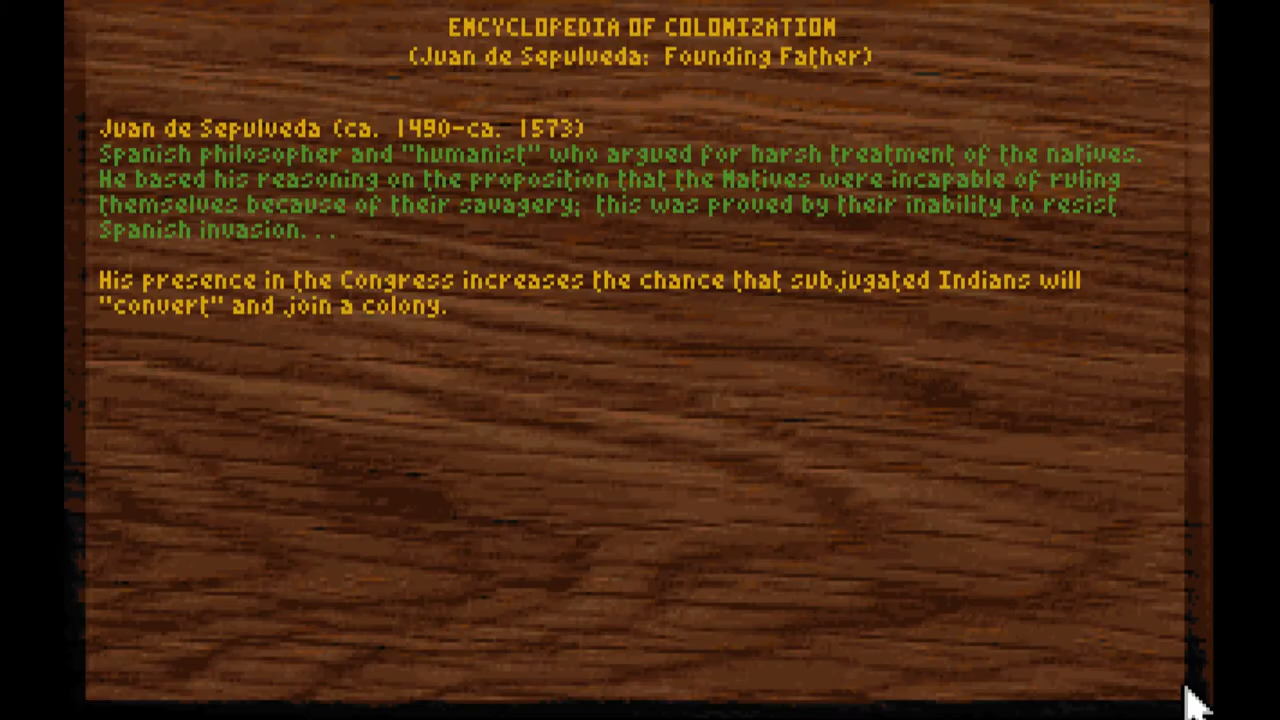 ENCYCLOPEDIA OF COLONIZATION
(Juan de Sepulveda: Founding Father)
Juan de Sepulveda (ca. 1490-ca. 1573)
Spanish philosopher and "humanist" who argued for harsh treatment of the natives.
He based his reasoning on the proposition that the Natives were incapable of ruling
themselves because of their savagery; this was proved by their inability to resist
Spanish invasion. . .
His presence in the Congress increases the chance that subjugated Indians will
"convert" and join a colony.